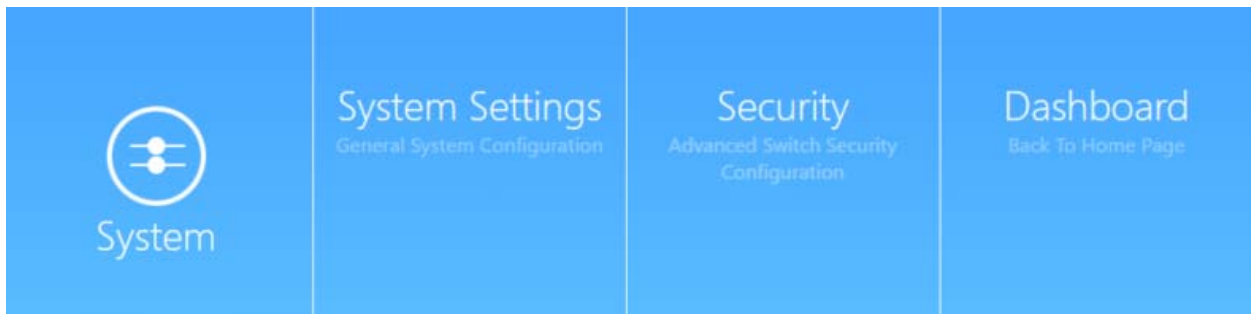 System
System Settings
General System Configuration
Security
Advanced Switch Security
Configuration
Dashboard
Back To Home Page